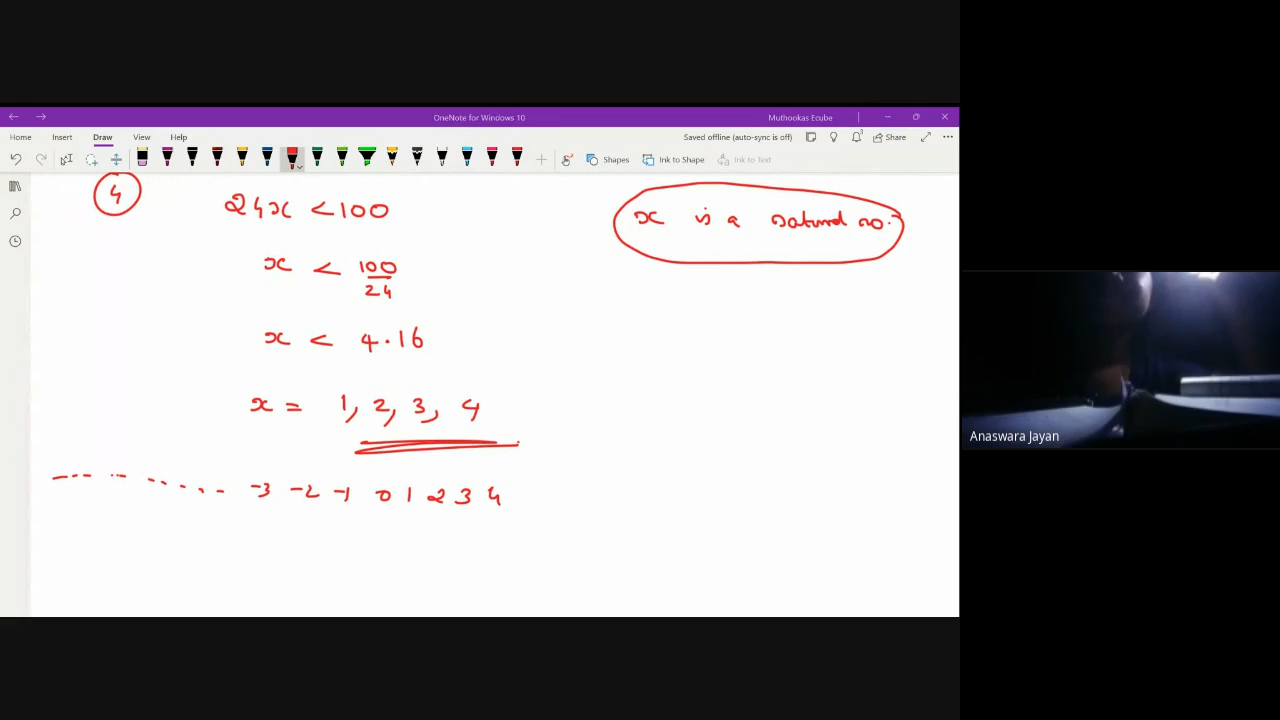 OneNote for Windows 10
Muthookas Ecube
Home Insert Draw View Help
Saved offline (auto-sync is off)
Share
Shapes
Ink to Shape
Ink to Text
4
24x < 100
x is a natural no.
x < 100/24
x < 4.16
x = 1, 2, 3, 4
-3 -2 -1 0 1 2 3 4
Anaswara Jayan